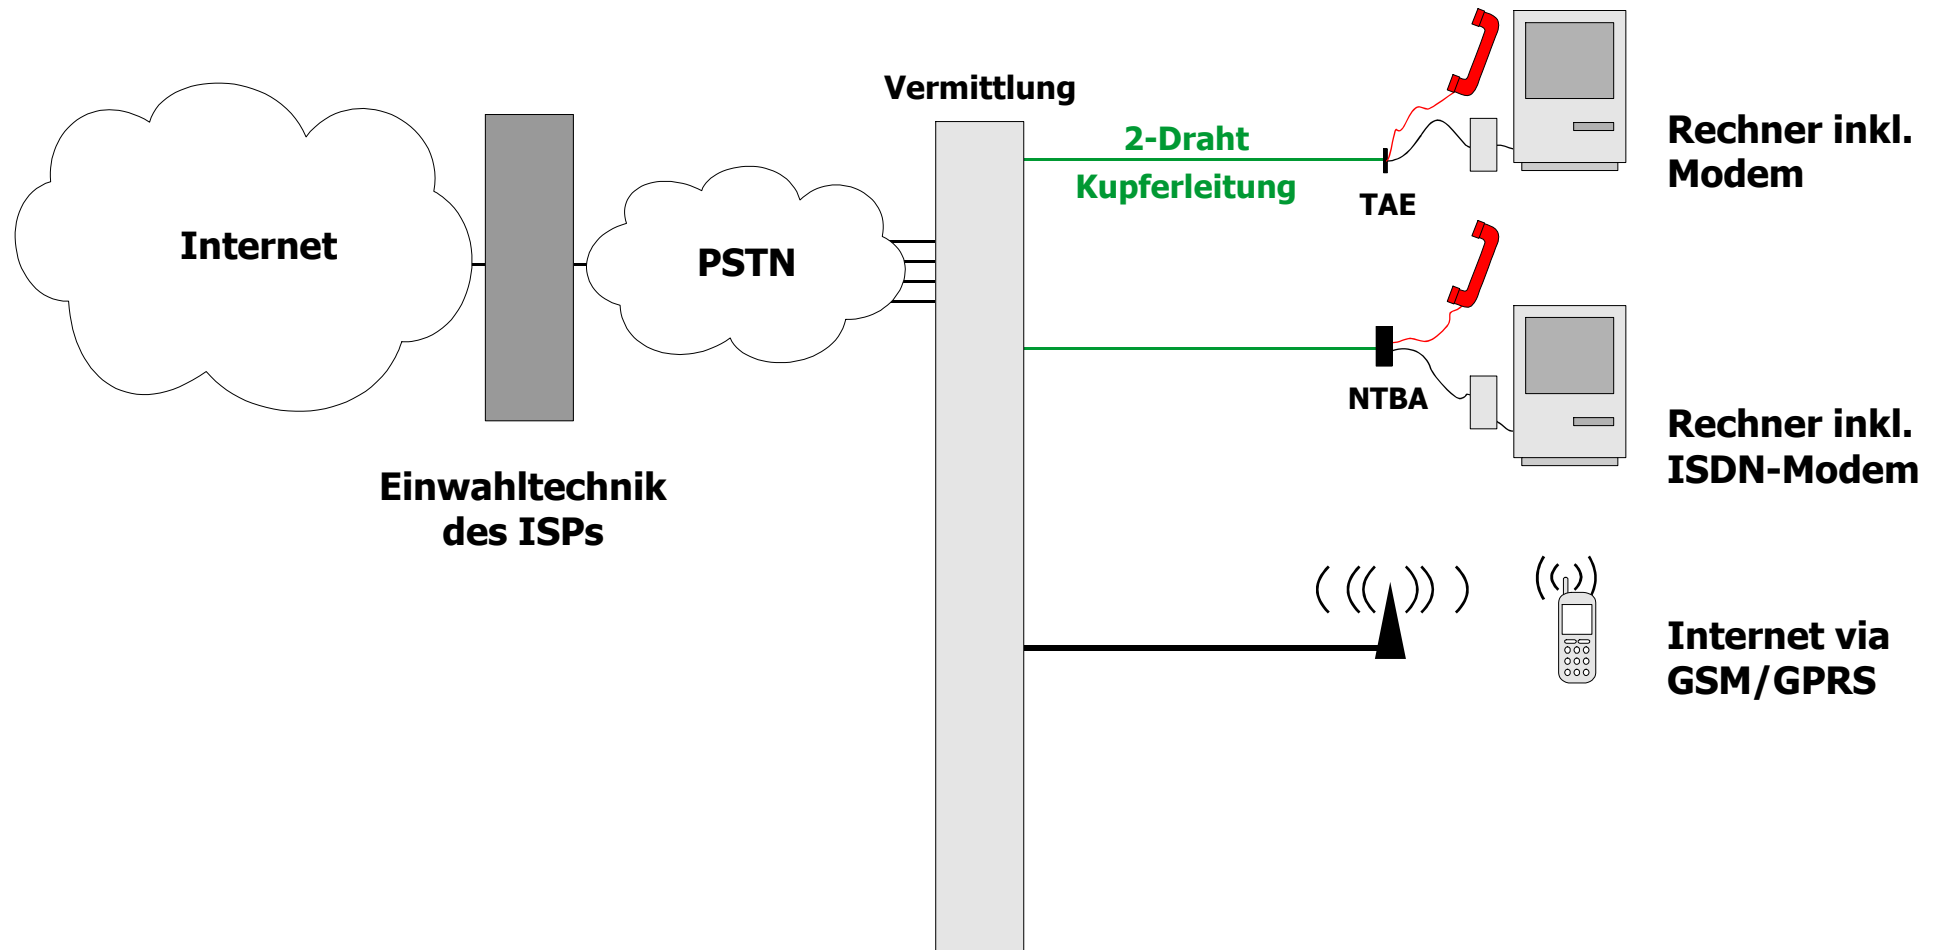 Internet
Einwahltechnik
des ISPs
PSTN
Vermittlung
2-Draht
Kupferleitung
TAE
Rechner inkl.
Modem
NTBA
Rechner inkl.
ISDN-Modem
Internet via
GSM/GPRS